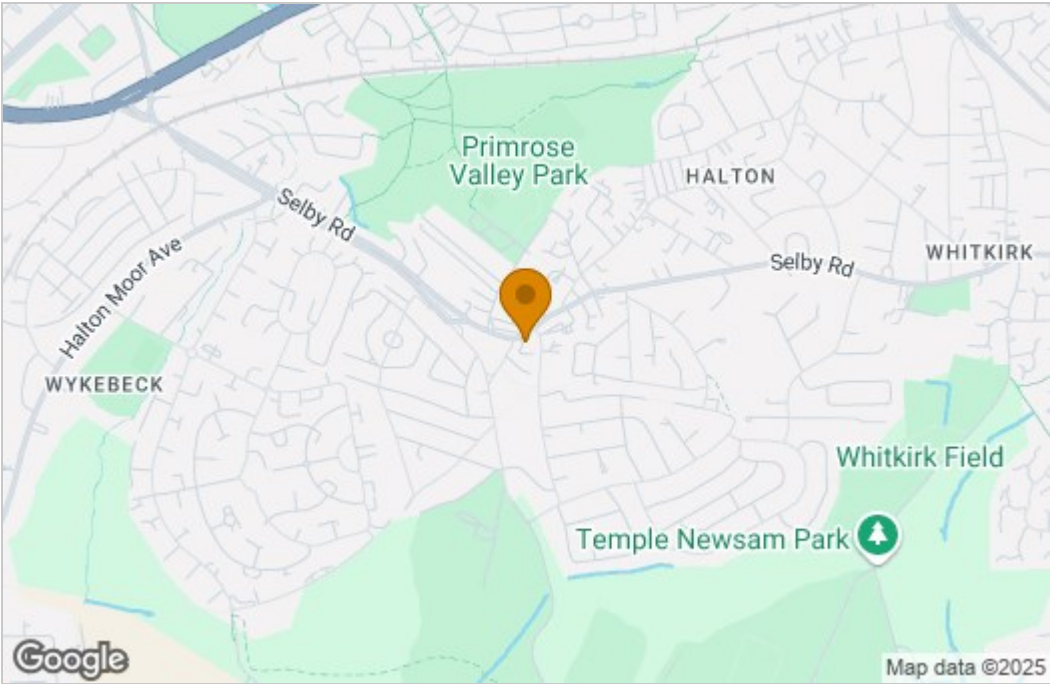 Primrose
Valley Park
HALTON
Selby Rd
WHITKIRK
Selby Rd
Halton Moor Ave
WYKEBECK
Whitkirk Field
Temple Newsam Park
Google
Map data ©2025